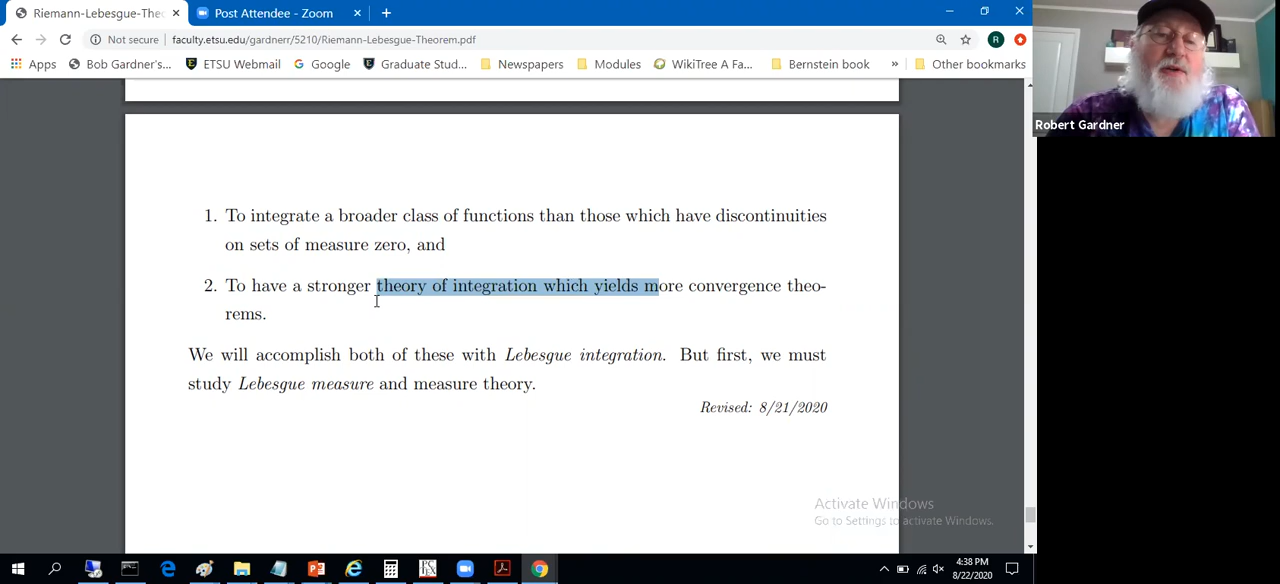 Riemann-Lebesgue-The
Post Attendee - Zoom
Not secure | faculty.etsu.edu/gardnerr/5210/Riemann-Lebesgue-Theorem.pdf
R
Apps Bob Gardner's... ETSU Webmail Google Graduate Stud... Newspapers Modules WikiTree A Fa... Bernstein book » Other bookmarks
Robert Gardner
1. To integrate a broader class of functions than those which have discontinuities
on sets of measure zero, and
2. To have a stronger theory of integration which yields more convergence theo-
rems.
We will accomplish both of these with Lebesgue integration. But first, we must
study Lebesgue measure and measure theory.
Revised: 8/21/2020
Activate Windows
Go to Settings to activate Windows.
4:38 PM
8/22/2020